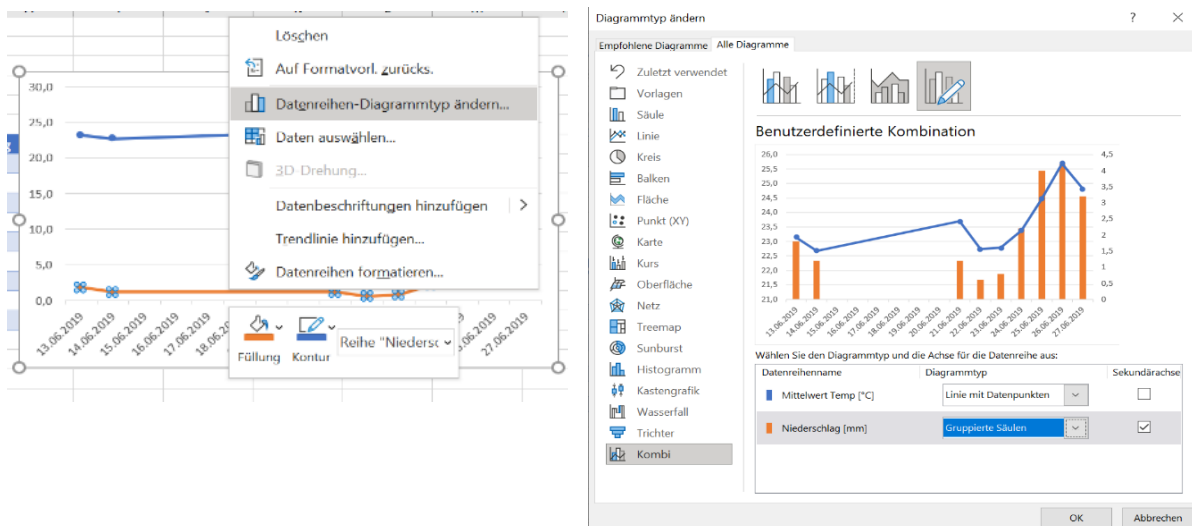 Löschen
Auf Formatvorl. zurücks.
Datenreihen-Diagrammtyp ändern...
Daten auswählen...
3D-Drehung...
Datenbeschriftungen hinzufügen
Trendlinie hinzufügen...
Datenreihen formatieren...
30,0
25,0
20,0
15,0
10,0
5,0
0,0
13.06.2019
14.06.2019
15.06.2019
16.06.2019
17.06.2019
26.06.2019
27.06.2019
Füllung
Kontur
Reihe "Niedersc
Diagrammtyp ändern
?
Empfohlene Diagramme
Alle Diagramme
Zuletzt verwendet
Vorlagen
Säule
Linie
Kreis
Balken
Fläche
Punkt (XY)
Karte
Kurs
Oberfläche
Netz
Treemap
Sunburst
Histogramm
Kastengrafik
Wasserfall
Trichter
Kombi
Benutzerdefinierte Kombination
26,0
25,5
25,0
24,5
24,0
23,5
23,0
22,5
22,0
21,5
21,0
4,5
4
3,5
3
2,5
2
1,5
1
0,5
0
13.06.2019
14.06.2019
15.06.2019
16.06.2019
17.06.2019
18.06.2019
19.06.2019
20.06.2019
21.06.2019
22.06.2019
23.06.2019
24.06.2019
25.06.2019
26.06.2019
27.06.2019
Wählen Sie den Diagrammtyp und die Achse für die Datenreihe aus:
Datenreihenname Diagrammtyp Sekundärachse
Mittelwert Temp [°C] Linie mit Datenpunkten
Niederschlag [mm] Gruppierte Säulen
OK Abbrechen